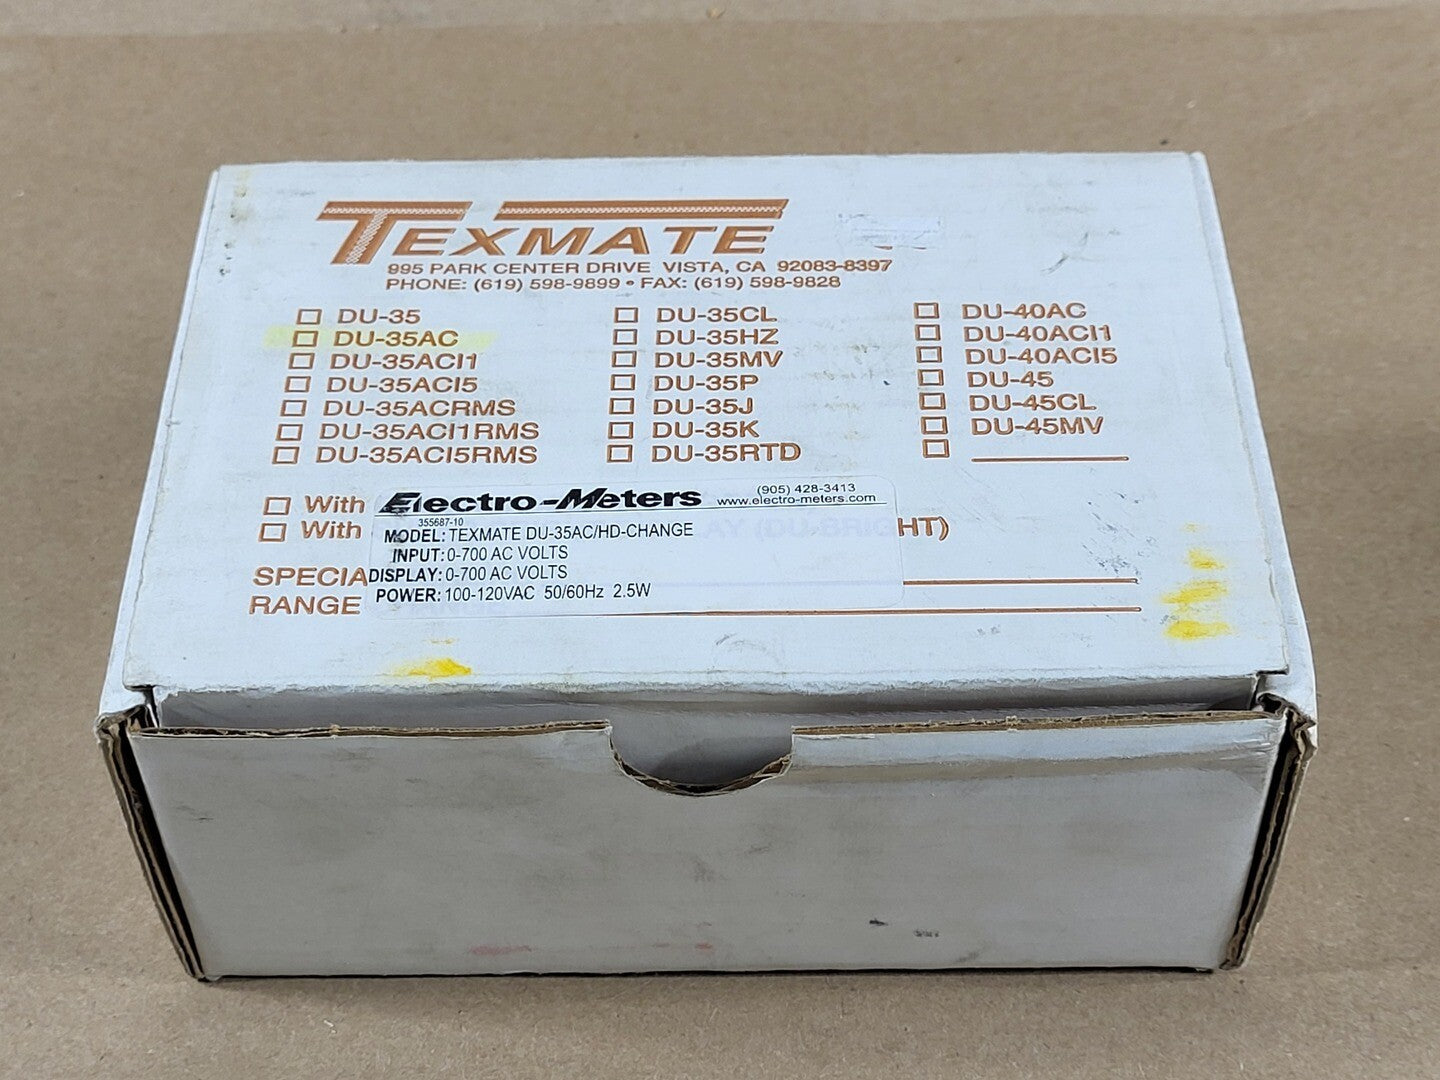 TEXMATE
995 PARK CENTER DRIVE VISTA, CA 92083-8397
PHONE: (619) 598-9899 • FAX: (619) 598-9828
DU-35
DU-35AC
DU-35ACI1
DU-35ACI5
DU-35ACRMS
DU-35ACI1RMS
DU-35ACI5RMS
DU-35CL
DU-35HZ
DU-35MV
DU-35P
DU-35J
DU-35K
DU-35RTD
DU-40AC
DU-40ACI1
DU-40ACI5
DU-45
DU-45CL
DU-45MV
With
With AY (DU-BRIGHT)
SPECIA
RANGE
Electro-Meters
(905) 428-3413
www.electro-meters.com
355687-10
MODEL: TEXMATE DU-35AC/HD-CHANGE
INPUT: 0-700 AC VOLTS
DISPLAY: 0-700 AC VOLTS
POWER: 100-120VAC 50/60Hz 2.5W